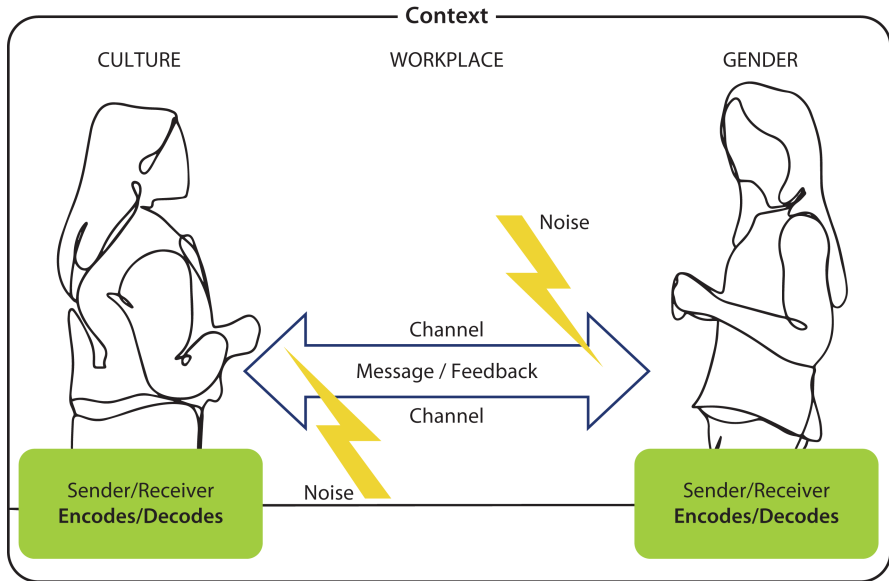 Context
CULTURE
WORKPLACE
GENDER
Noise
Channel
Message / Feedback
Channel
Noise
Sender/Receiver
Encodes/Decodes
Sender/Receiver
Encodes/Decodes